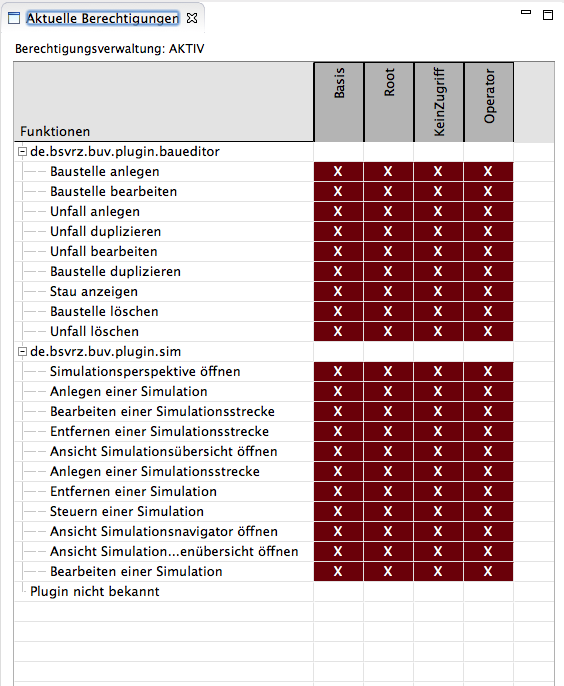 Aktuelle Berechtigungen
Berechtigungsverwaltung: AKTIV
Funktionen Basis Root KeinZugriff Operator
de.bsvrz.buv.plugin.baueditor
Baustelle anlegen X X X X
Baustelle bearbeiten X X X X
Unfall anlegen X X X X
Unfall duplizieren X X X X
Unfall bearbeiten X X X X
Baustelle duplizieren X X X X
Stau anzeigen X X X X
Baustelle löschen X X X X
Unfall löschen X X X X
de.bsvrz.buv.plugin.sim
Simulationsperspektive öffnen X X X X
Anlegen einer Simulation X X X X
Bearbeiten einer Simulationsstrecke X X X X
Entfernen einer Simulationsstrecke X X X X
Ansicht Simulationsübersicht öffnen X X X X
Anlegen einer Simulationsstrecke X X X X
Entfernen einer Simulation X X X X
Steuern einer Simulation X X X X
Ansicht Simulationsnavigator öffnen X X X X
Ansicht Simulation...enübersicht öffnen X X X X
Bearbeiten einer Simulation X X X X
Plugin nicht bekannt